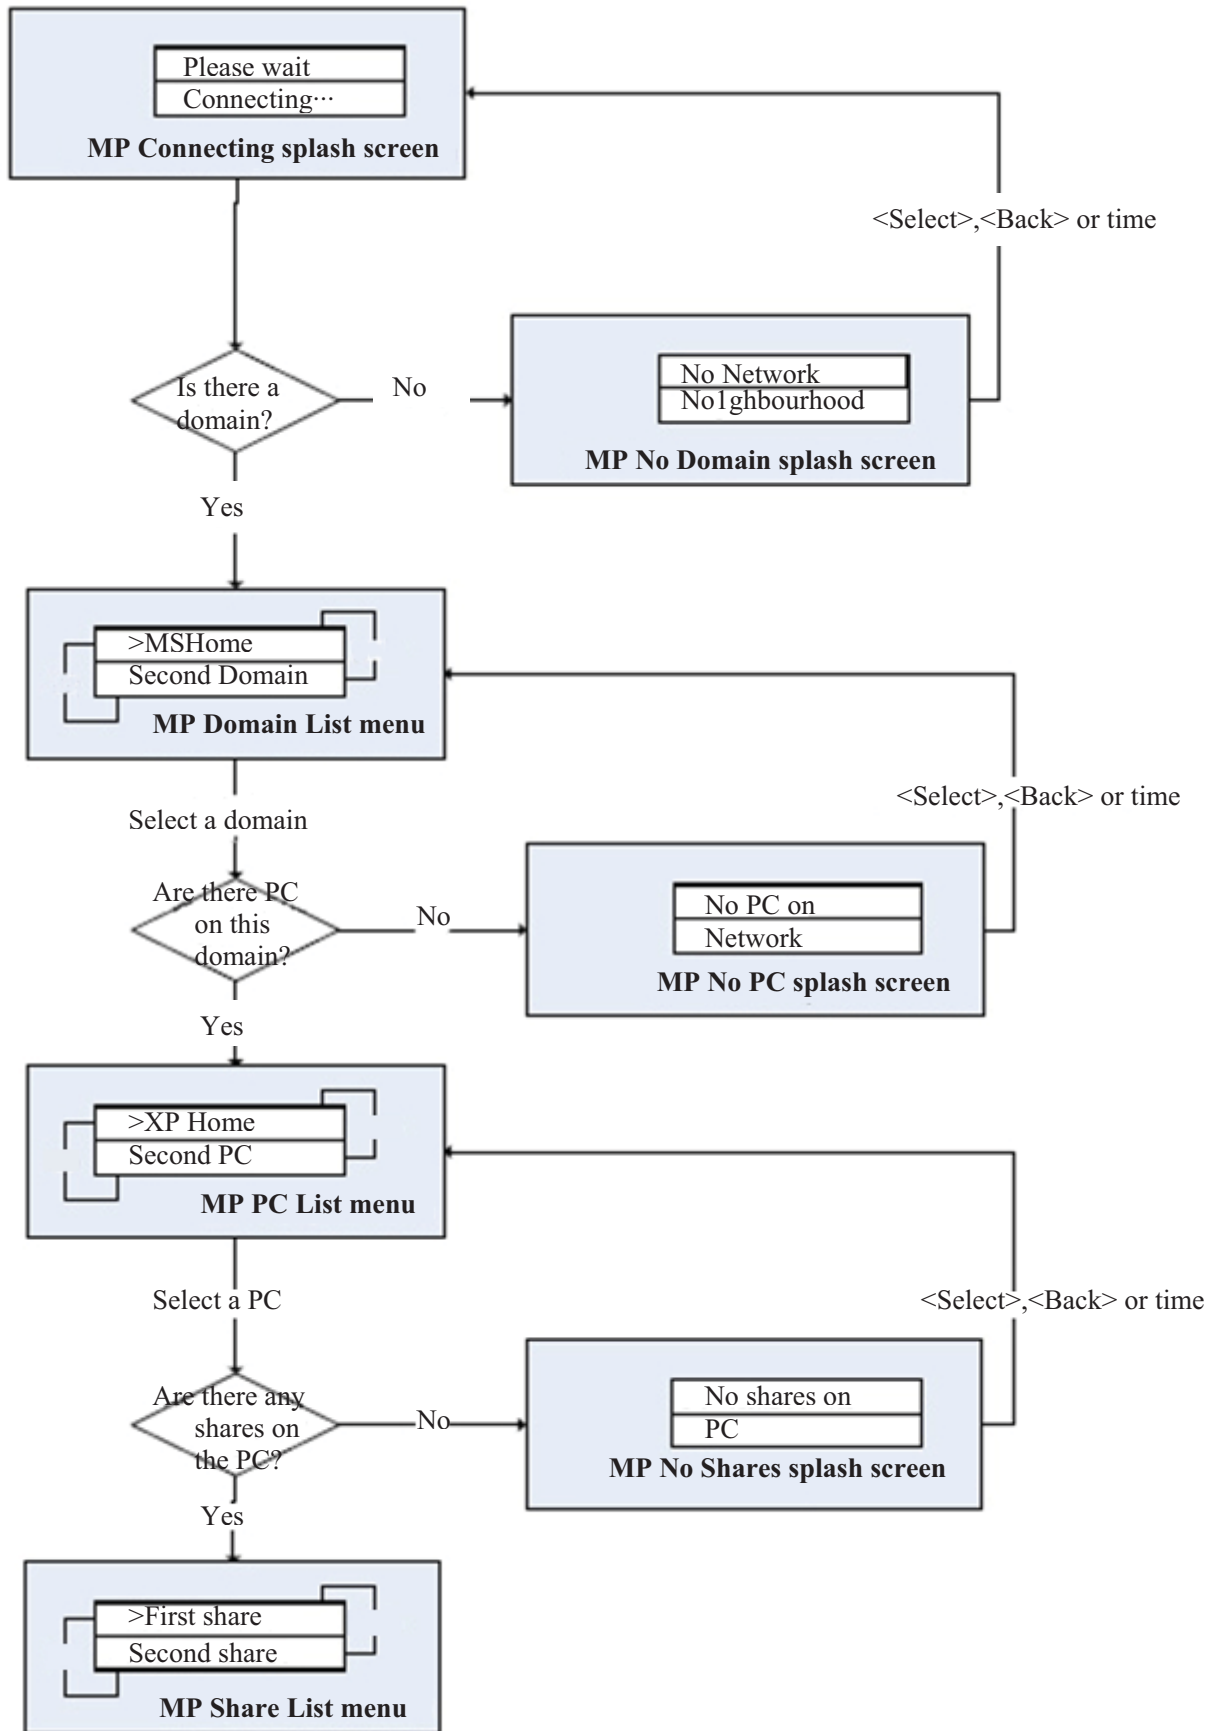 Please wait
Connecting···
MP Connecting splash screen
<Select>,<Back> or time
Is there a
domain?
No
No Network
No1ghbourhood
MP No Domain splash screen
Yes
>MSHome
Second Domain
MP Domain List menu
<Select>,<Back> or time
Select a domain
Are there PC
on this
domain?
No
No PC on
Network
MP No PC splash screen
Yes
>XP Home
Second PC
MP PC List menu
Select a PC
<Select>,<Back> or time
Are there any
shares on
the PC?
No
No shares on
PC
MP No Shares splash screen
Yes
>First share
Second share
MP Share List menu